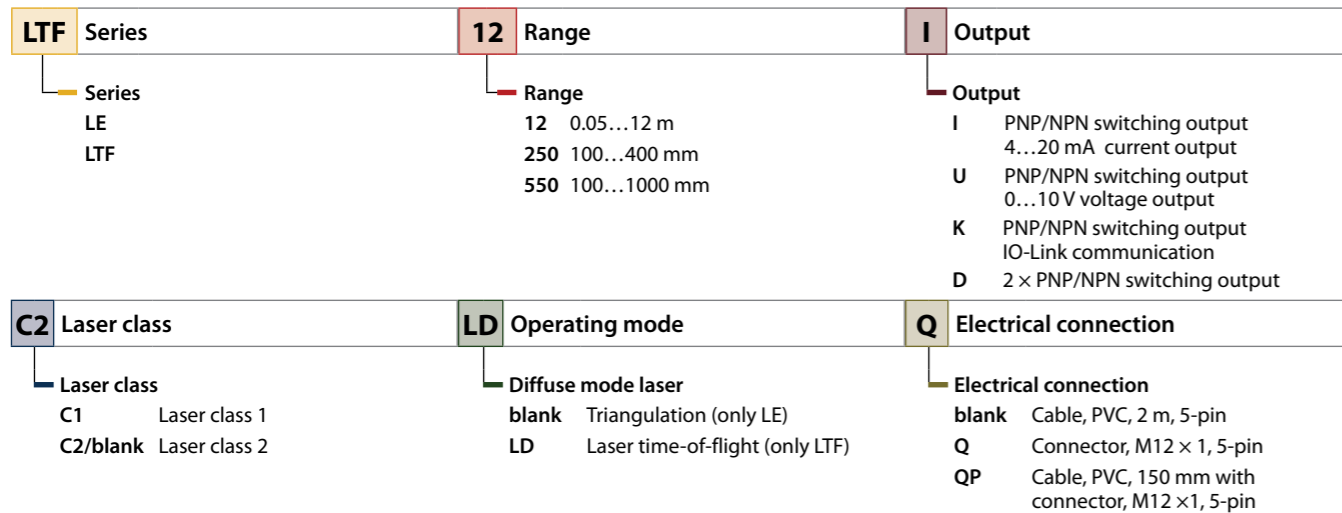 LTF Series
Series
LE
LTF
12 Range
Range
12 0.05…12 m
250 100…400 mm
550 100…1000 mm
I Output
Output
I PNP/NPN switching output
4…20 mA current output
U PNP/NPN switching output
0…10 V voltage output
K PNP/NPN switching output
IO-Link communication
D 2 × PNP/NPN switching output
C2 Laser class
Laser class
C1 Laser class 1
C2/blank Laser class 2
LD Operating mode
Diffuse mode laser
blank Triangulation (only LE)
LD Laser time-of-flight (only LTF)
Q Electrical connection
Electrical connection
blank Cable, PVC, 2 m, 5-pin
Q Connector, M12 × 1, 5-pin
QP Cable, PVC, 150 mm with
connector, M12 ×1, 5-pin